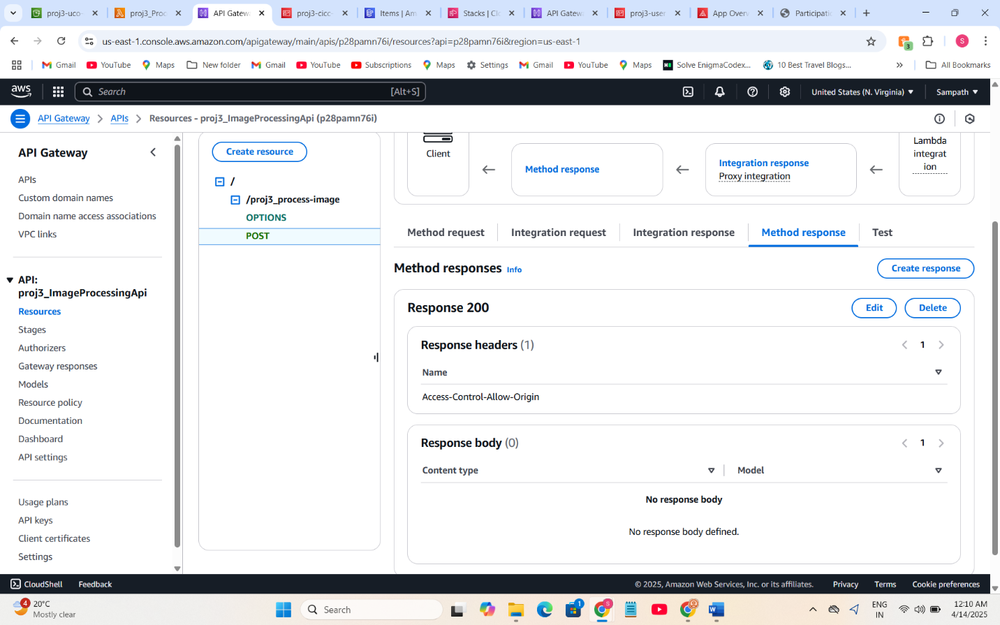 proj3-uco-
proj3_Proc
API Gatew
proj3-cicc-
Items | Am
Stacks | Cl
API Gatew
proj3-user
App Over
Participatio
us-east-1.console.aws.amazon.com/apigateway/main/apis/p28pamn76i/resources?api=p28pamn76i&region=us-east-1
3
S
Gmail
YouTube
Maps
New folder
Gmail
YouTube
Subscriptions
Maps
Settings
Gmail
YouTube
Maps
Solve EnigmaCodex...
10 Best Travel Blogs...
All Bookmarks
aws
Search
[Alt+S]
United States (N. Virginia)
Sampath
API Gateway
APIs
Resources - proj3_ImageProcessingApi (p28pamn76i)
API Gateway
APIs
Custom domain names
Domain name access associations
VPC links
API:
proj3_ImageProcessingApi
Resources
Stages
Authorizers
Gateway responses
Models
Resource policy
Documentation
Dashboard
API settings
Usage plans
API keys
Client certificates
Settings
Create resource
/
/proj3_process-image
OPTIONS
POST
Client
Method response
Integration response
Proxy integration
Lambda
integrat
ion
Method request
Integration request
Integration response
Method response
Test
Method responses
Info
Create response
Response 200
Edit
Delete
Response headers (1)
1
Name
Access-Control-Allow-Origin
Response body (0)
1
Content type
Model
No response body
No response body defined.
CloudShell
Feedback
© 2025, Amazon Web Services, Inc. or its affiliates.
Privacy
Terms
Cookie preferences
4
20°C
Mostly clear
Search
1
S
ENG
IN
12:10 AM
4/14/2025